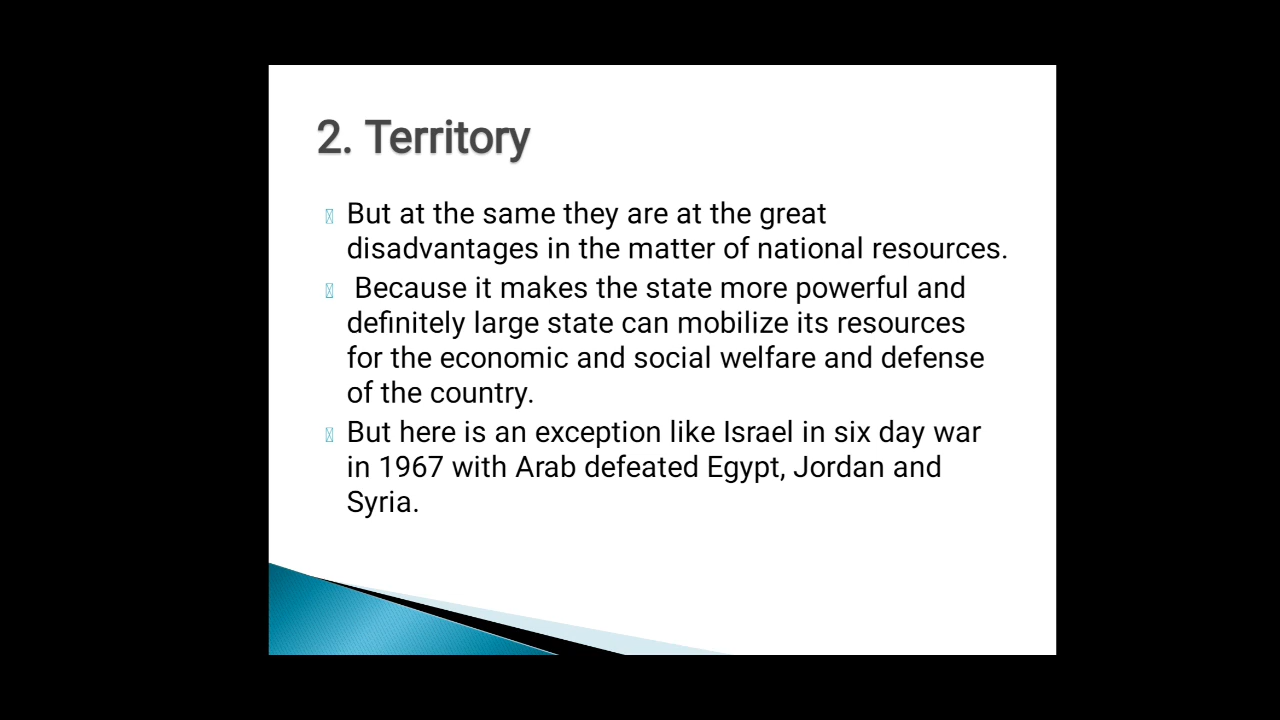 2. Territory
But at the same they are at the great
disadvantages in the matter of national resources.
Because it makes the state more powerful and
definitely large state can mobilize its resources
for the economic and social welfare and defense
of the country.
But here is an exception like Israel in six day war
in 1967 with Arab defeated Egypt, Jordan and
Syria.